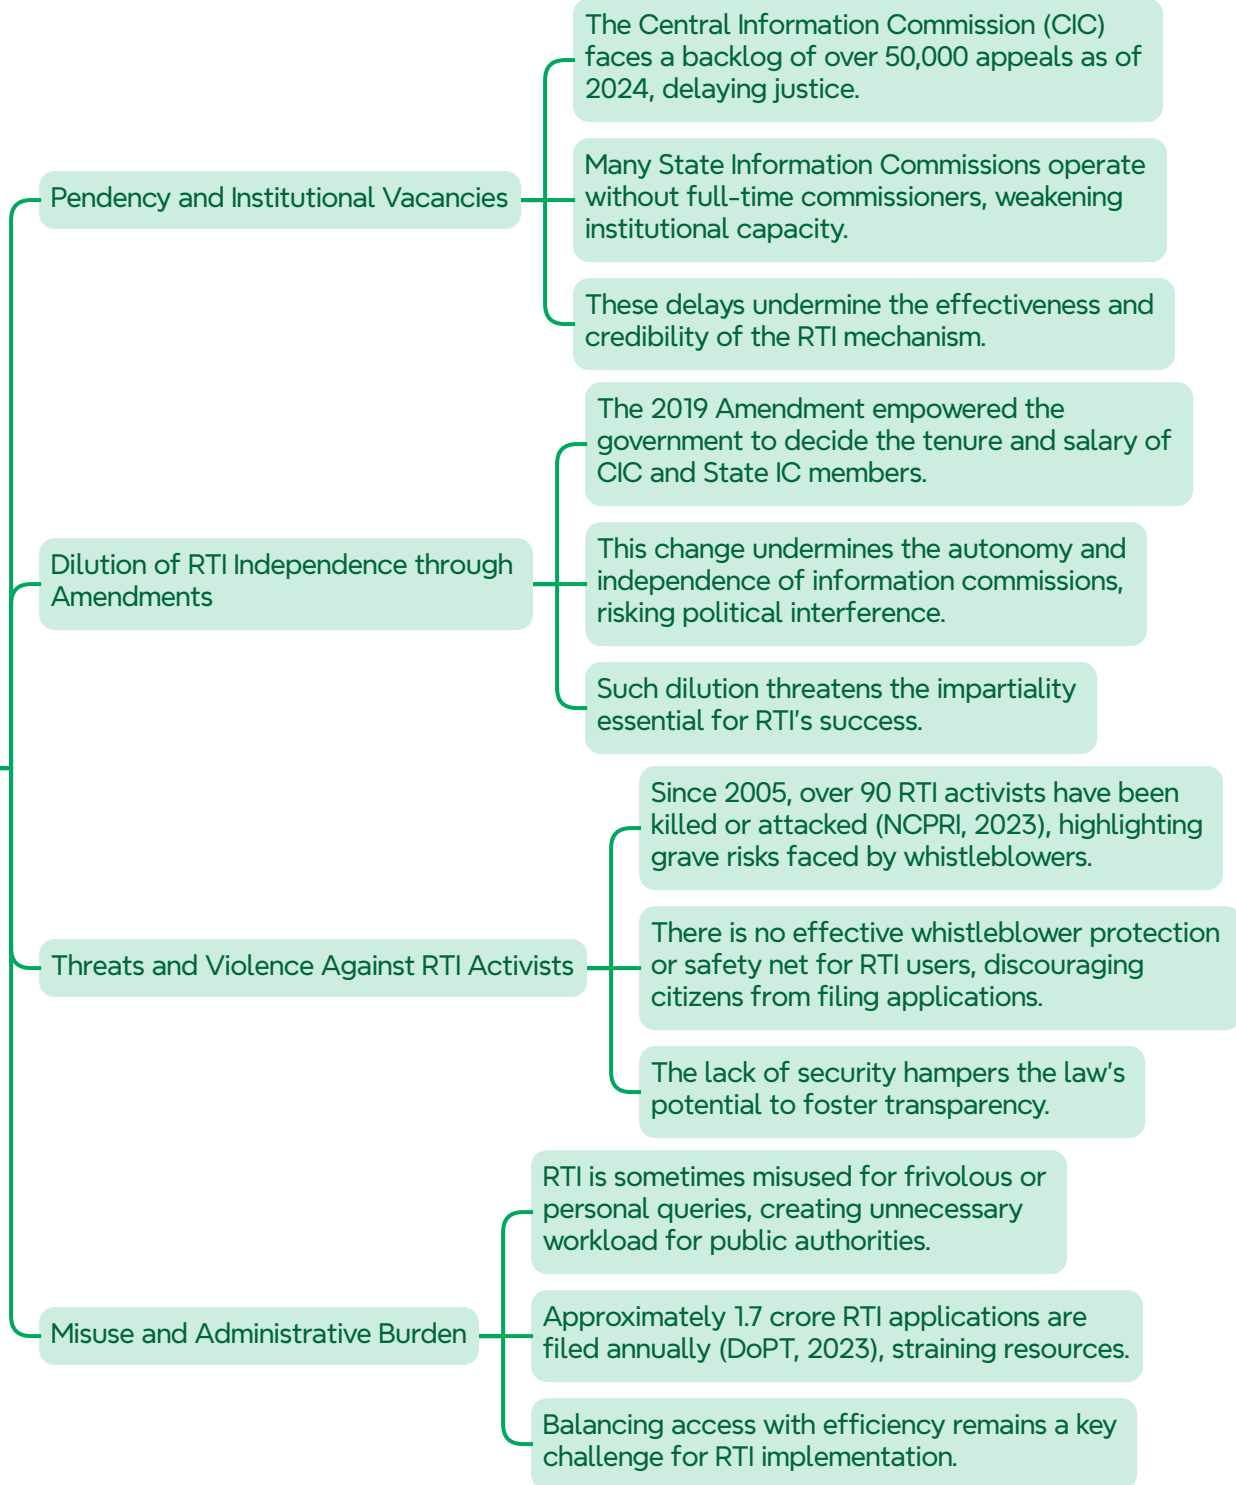 Pendency and Institutional Vacancies
The Central Information Commission (CIC)
faces a backlog of over 50,000 appeals as of
2024, delaying justice.
Many State Information Commissions operate
without full-time commissioners, weakening
institutional capacity.
These delays undermine the effectiveness and
credibility of the RTI mechanism.
Dilution of RTI Independence through
Amendments
The 2019 Amendment empowered the
government to decide the tenure and salary of
CIC and State IC members.
This change undermines the autonomy and
independence of information commissions,
risking political interference.
Such dilution threatens the impartiality
essential for RTI's success.
Threats and Violence Against RTI Activists
Since 2005, over 90 RTI activists have been
killed or attacked (NCPRI, 2023), highlighting
grave risks faced by whistleblowers.
There is no effective whistleblower protection
or safety net for RTI users, discouraging
citizens from filing applications.
The lack of security hampers the law's
potential to foster transparency.
Misuse and Administrative Burden
RTI is sometimes misused for frivolous or
personal queries, creating unnecessary
workload for public authorities.
Approximately 1.7 crore RTI applications are
filed annually (DoPT, 2023), straining resources.
Balancing access with efficiency remains a key
challenge for RTI implementation.